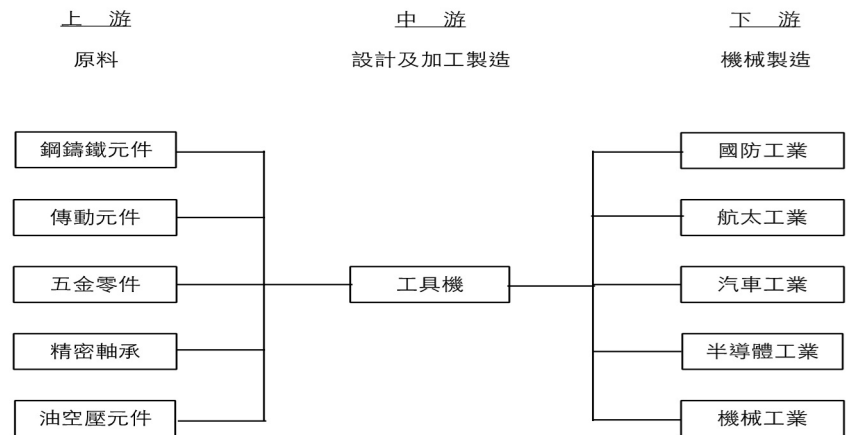 上　游　中　游　下　游
原料　設計及加工製造　機械製造
鋼鑄鐵元件　國防工業
傳動元件　航太工業
五金零件　工具機　汽車工業
精密軸承　半導體工業
油空壓元件　機械工業